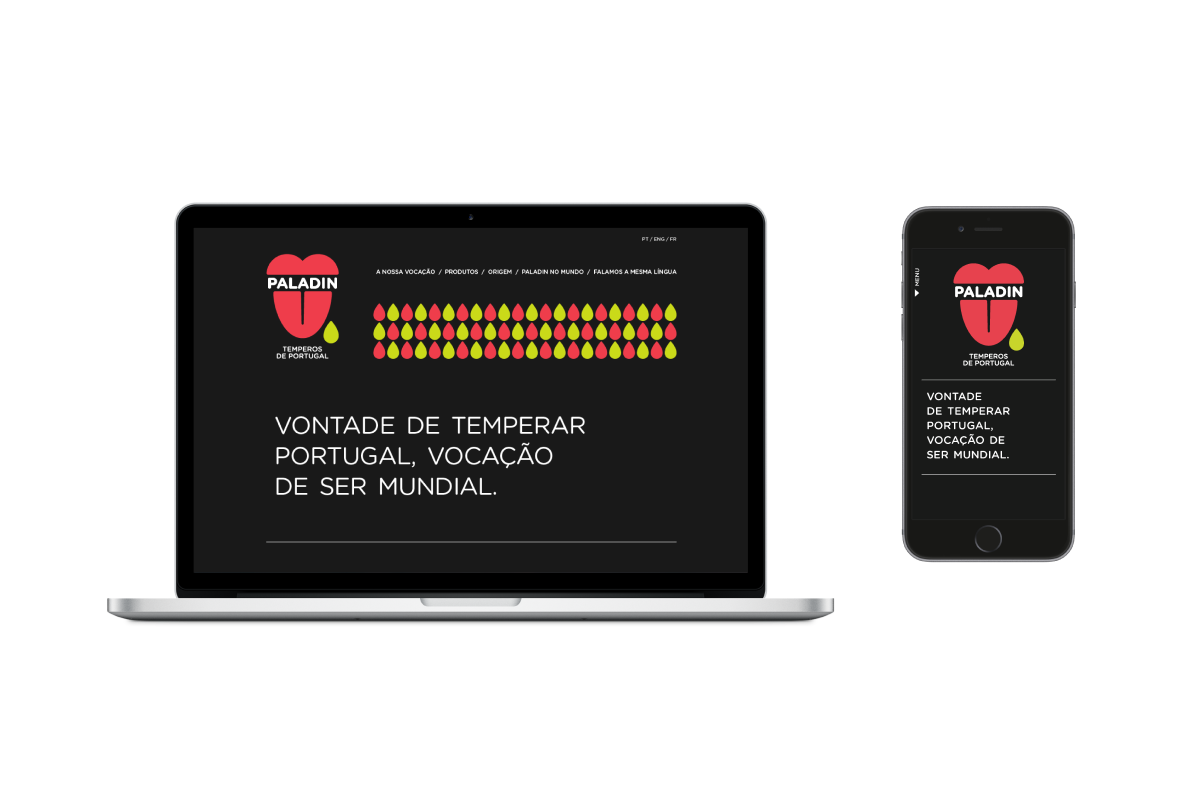 PT / ENG / FR
A NOSSA VOCAÇÃO / PRODUTOS / ORIGEM / PALADIN NO MUNDO / FALAMOS A MESMA LÍNGUA
PALADIN
TEMPEROS
DE PORTUGAL
VONTADE DE TEMPERAR
PORTUGAL, VOCAÇÃO
DE SER MUNDIAL.
MENU
PALADIN
TEMPEROS
DE PORTUGAL
VONTADE
DE TEMPERAR
PORTUGAL,
VOCAÇÃO DE
SER MUNDIAL.